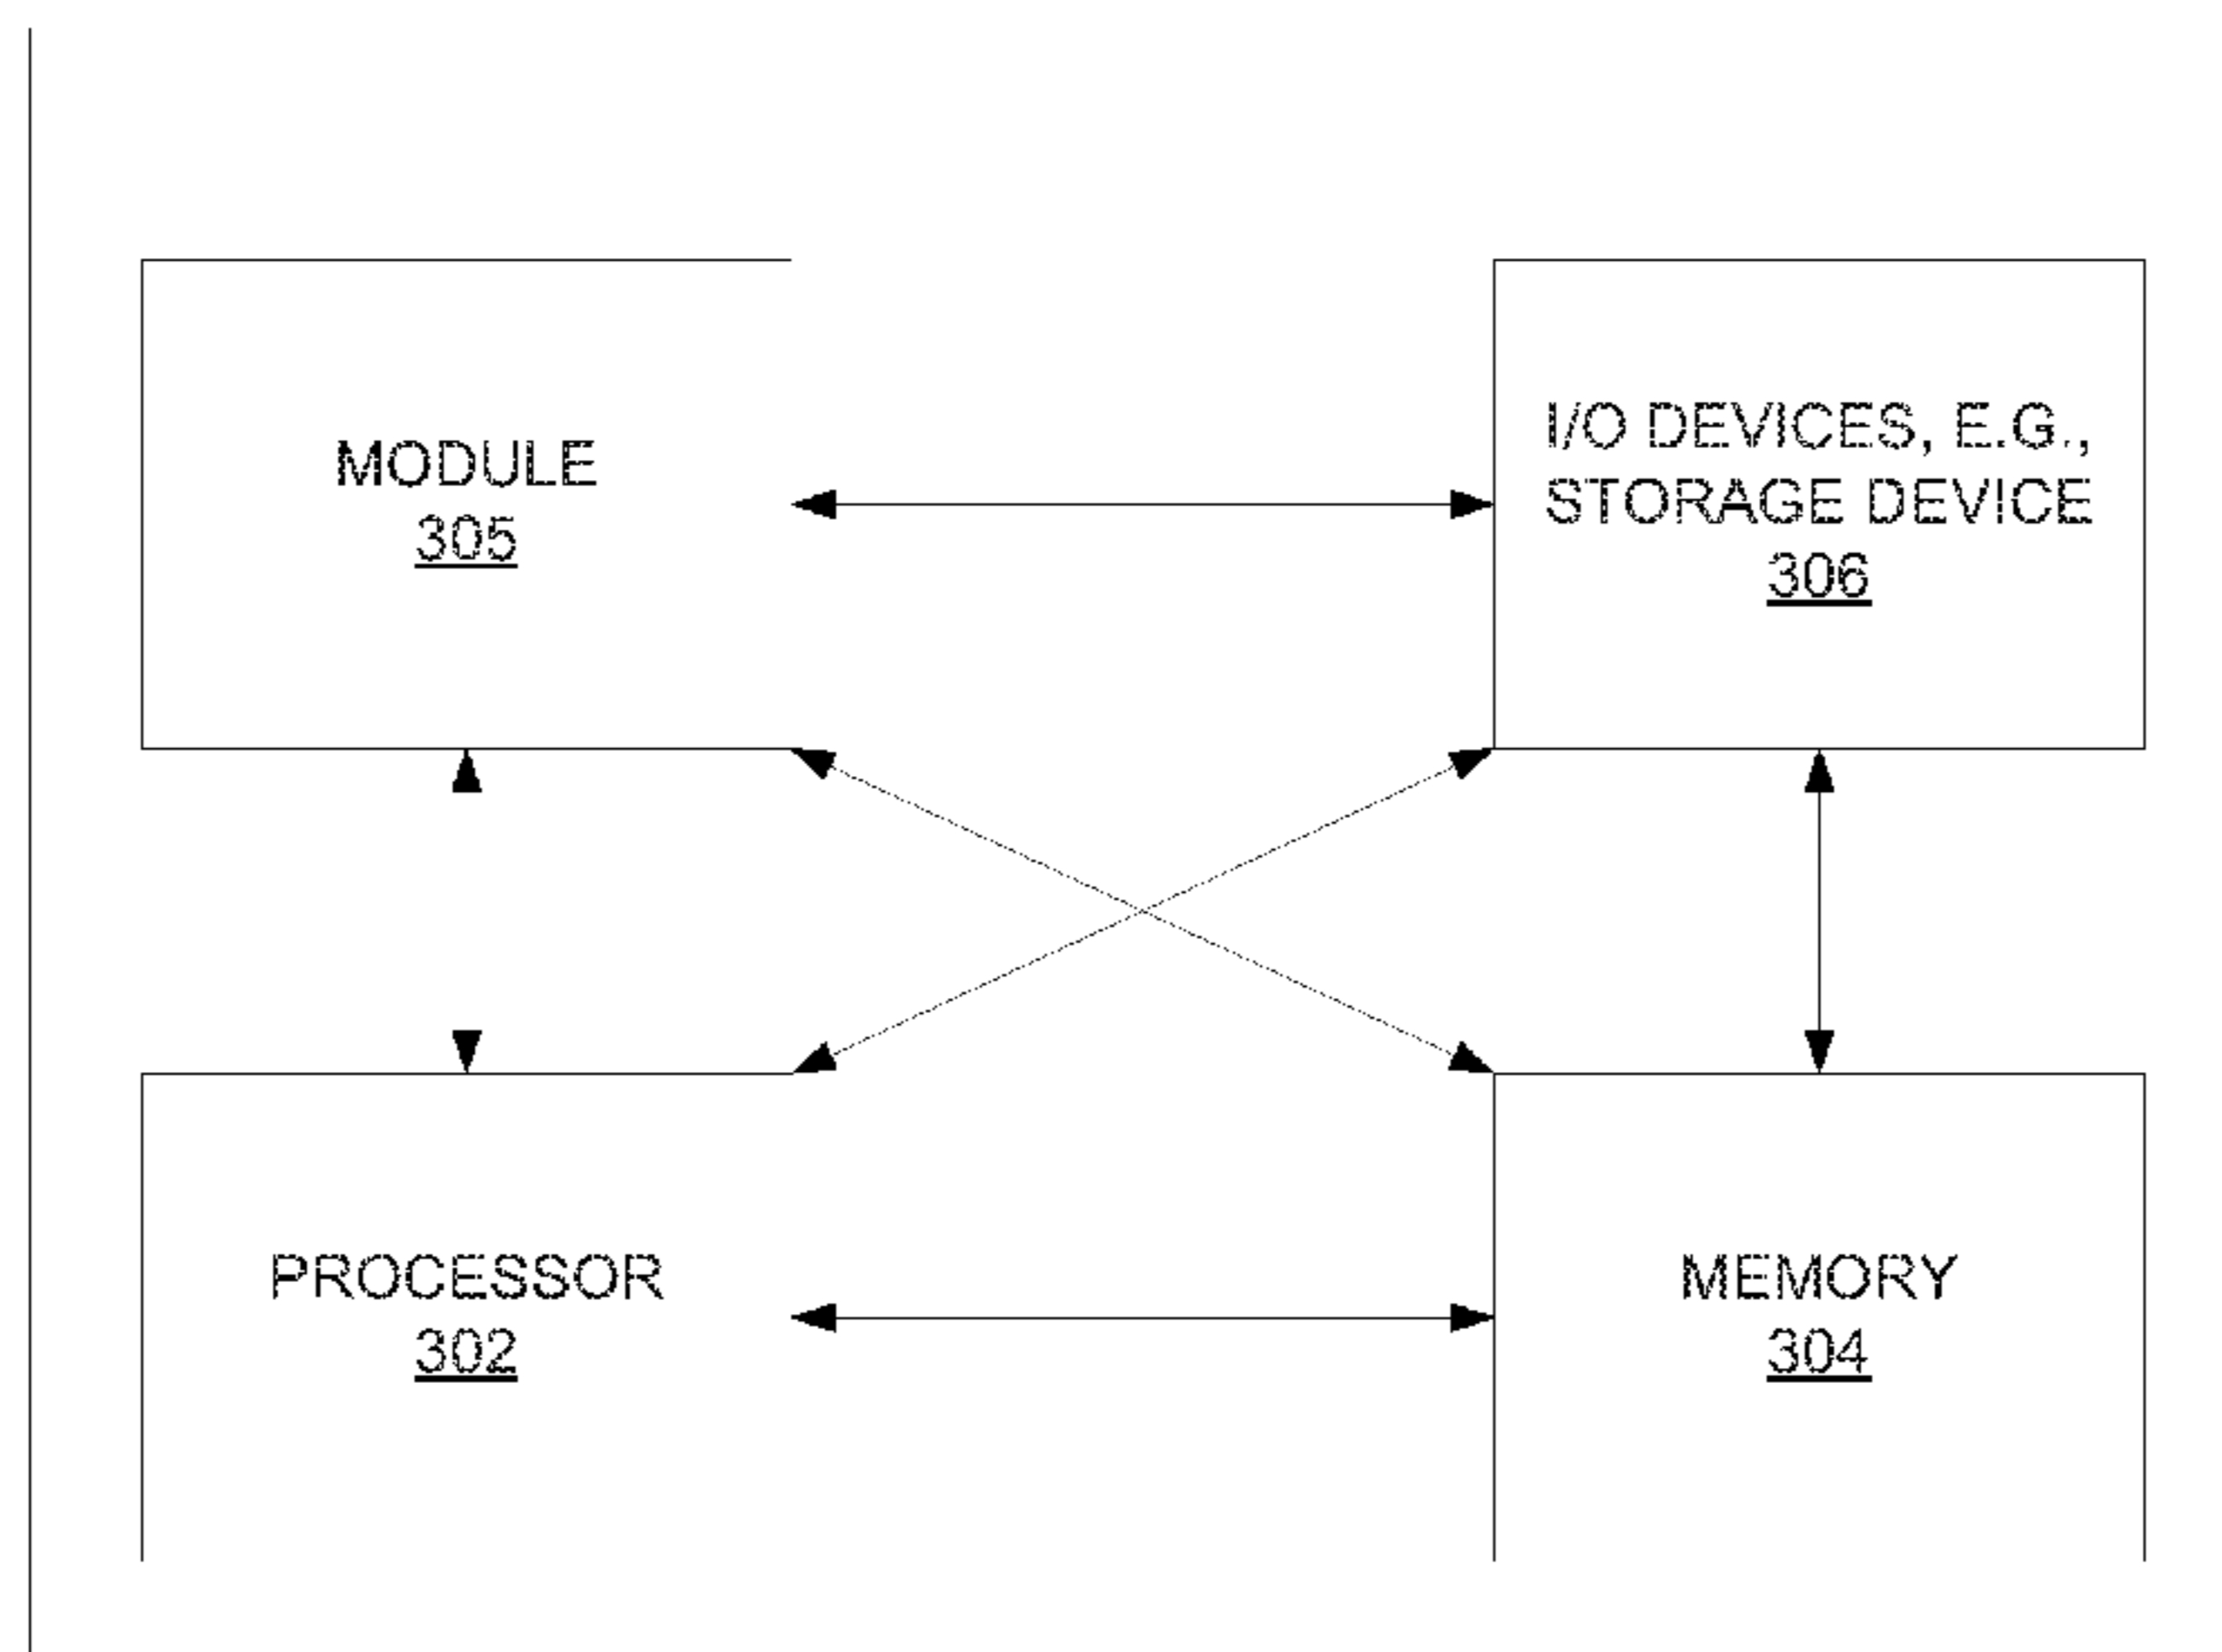 MODULE
305
I/O DEVICES, E.G.,
STORAGE DEVICE
306
PROCESSOR
302
MEMORY
304